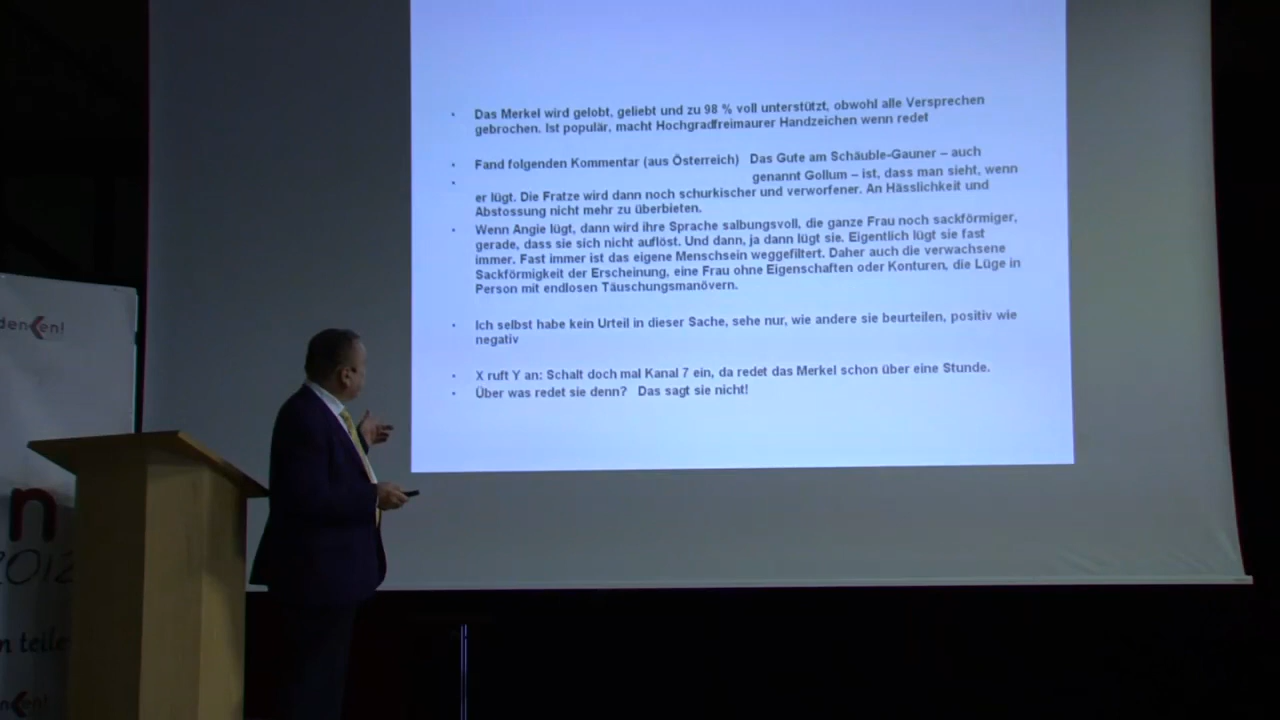 Das Merkel wird gelobt, geliebt und zu 98 % voll unterstützt, obwohl alle Versprechen
gebrochen. Ist populär, macht Hochgradfreimaurer Handzeichen wenn redet
Fand folgenden Kommentar (aus Österreich) Das Gute am Schäuble-Gauner – auch
genannt Gollum – ist, dass man sieht, wenn
er lügt. Die Fratze wird dann noch schurkischer und verworfener. An Hässlichkeit und
Abstossung nicht mehr zu überbieten.
Wenn Angie lügt, dann wird ihre Sprache salbungsvoll, die ganze Frau noch sackförmiger,
gerade, dass sie sich nicht auflöst. Und dann, ja dann lügt sie. Eigentlich lügt sie fast
immer. Fast immer ist das eigene Menschsein weggefiltert. Daher auch die verwachsene
Sackförmigkeit der Erscheinung, eine Frau ohne Eigenschaften oder Konturen, die Lüge in
Person mit endlosen Täuschungsmanövern.
Ich selbst habe kein Urteil in dieser Sache, sehe nur, wie andere sie beurteilen, positiv wie
negativ
X ruft Y an: Schalt doch mal Kanal 7 ein, da redet das Merkel schon über eine Stunde.
Über was redet sie denn? Das sagt sie nicht!
den en!
n
2012
n teile